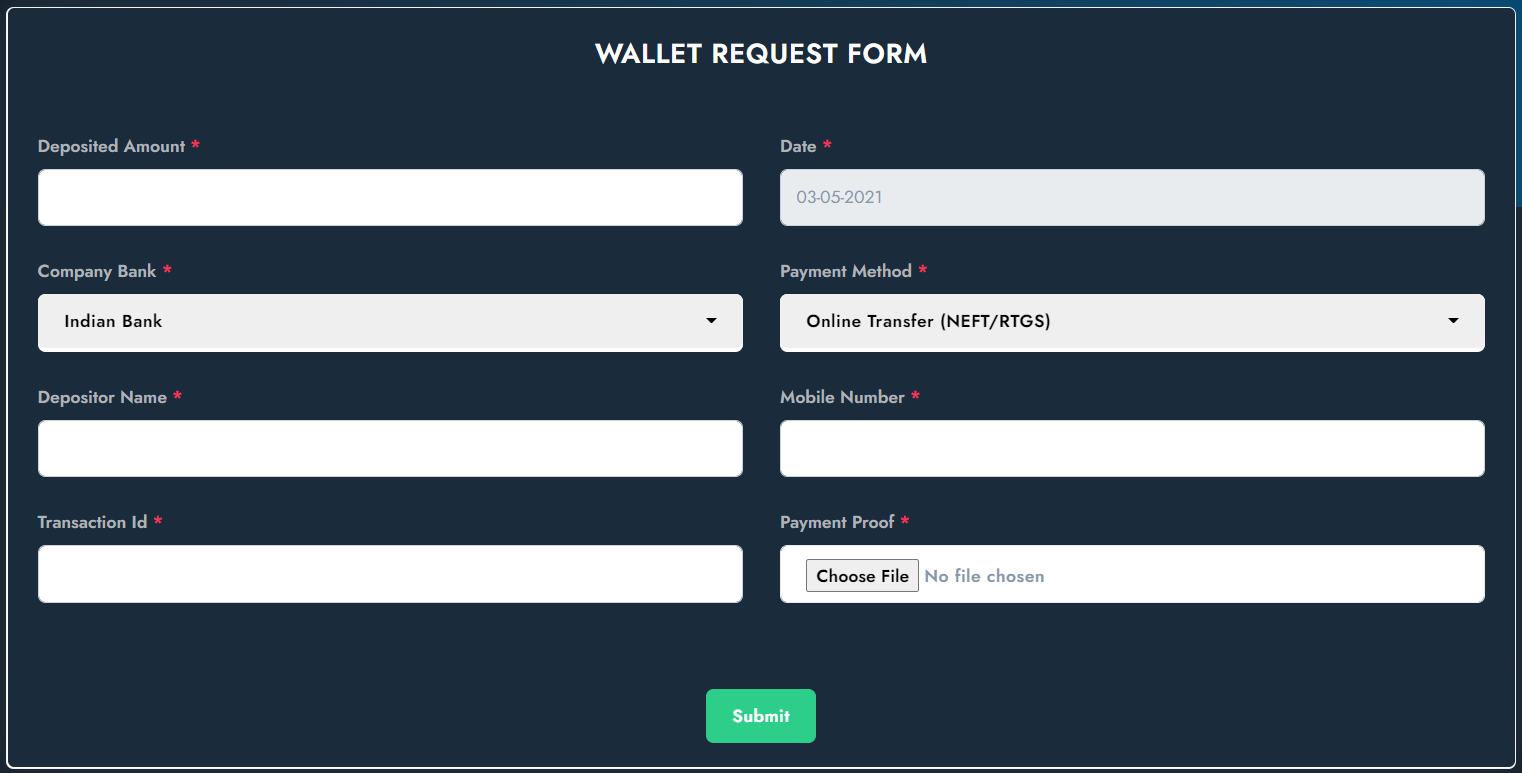 WALLET REQUEST FORM
Deposited Amount *
Date *
03-05-2021
Company Bank *
Payment Method *
Indian Bank
Online Transfer (NEFT/RTGS)
Depositor Name *
Mobile Number *
Transaction Id *
Payment Proof *
Choose File No file chosen
Submit